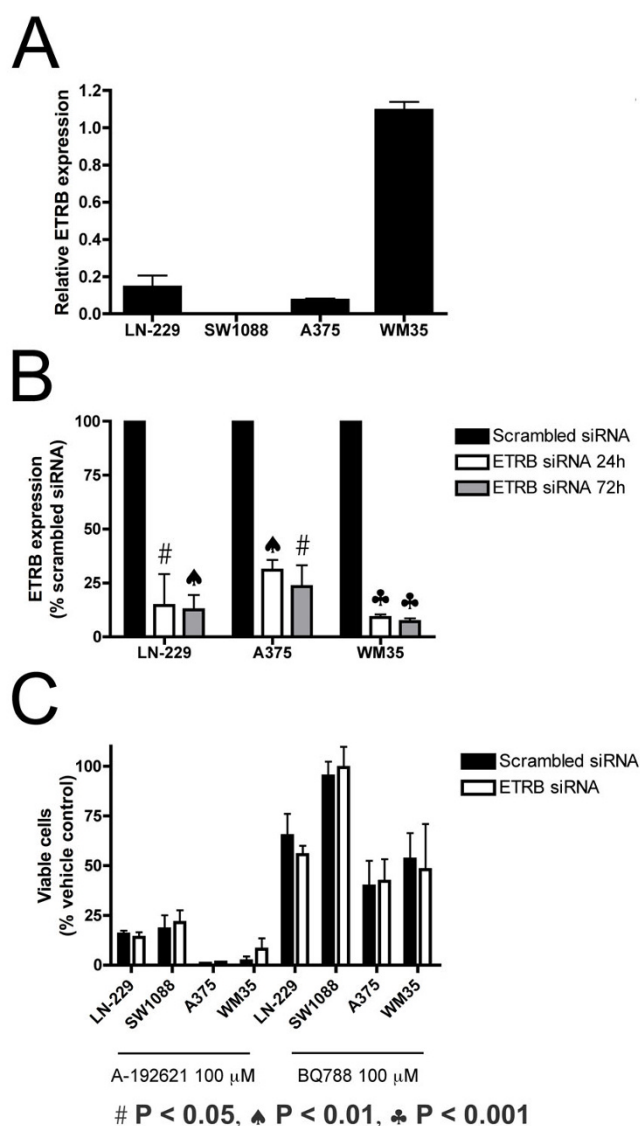 A
Relative ETRB expression
1.2
1.0
0.8
0.6
0.4
0.2
0.0
LN-229 SW1088 A375 WM35
B
ETRB expression
(% scrambled siRNA)
100
75
50
25
0
# ♠ ♠ # ♣ ♣
LN-229 A375 WM35
Scrambled siRNA
ETRB siRNA 24h
ETRB siRNA 72h
C
Viable cells
(% vehicle control)
100
75
50
25
0
LN-229 SW1088 A375 WM35 LN-229 SW1088 A375 WM35
A-192621 100 μM BQ788 100 μM
Scrambled siRNA
ETRB siRNA
# P < 0.05, ♠ P < 0.01, ♣ P < 0.001